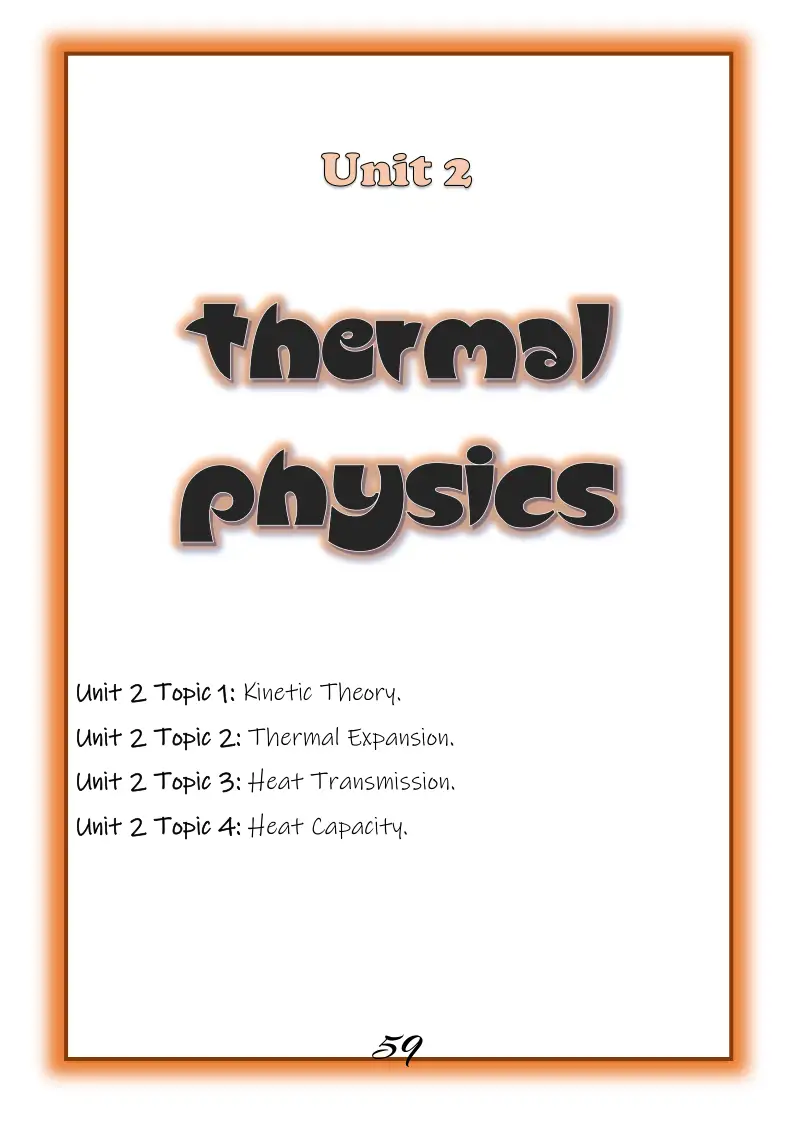 Unit 2
thermal
physics
Unit 2 Topic 1: Kinetic Theory.
Unit 2 Topic 2: Thermal Expansion.
Unit 2 Topic 3: Heat Transmission.
Unit 2 Topic 4: Heat Capacity.
59